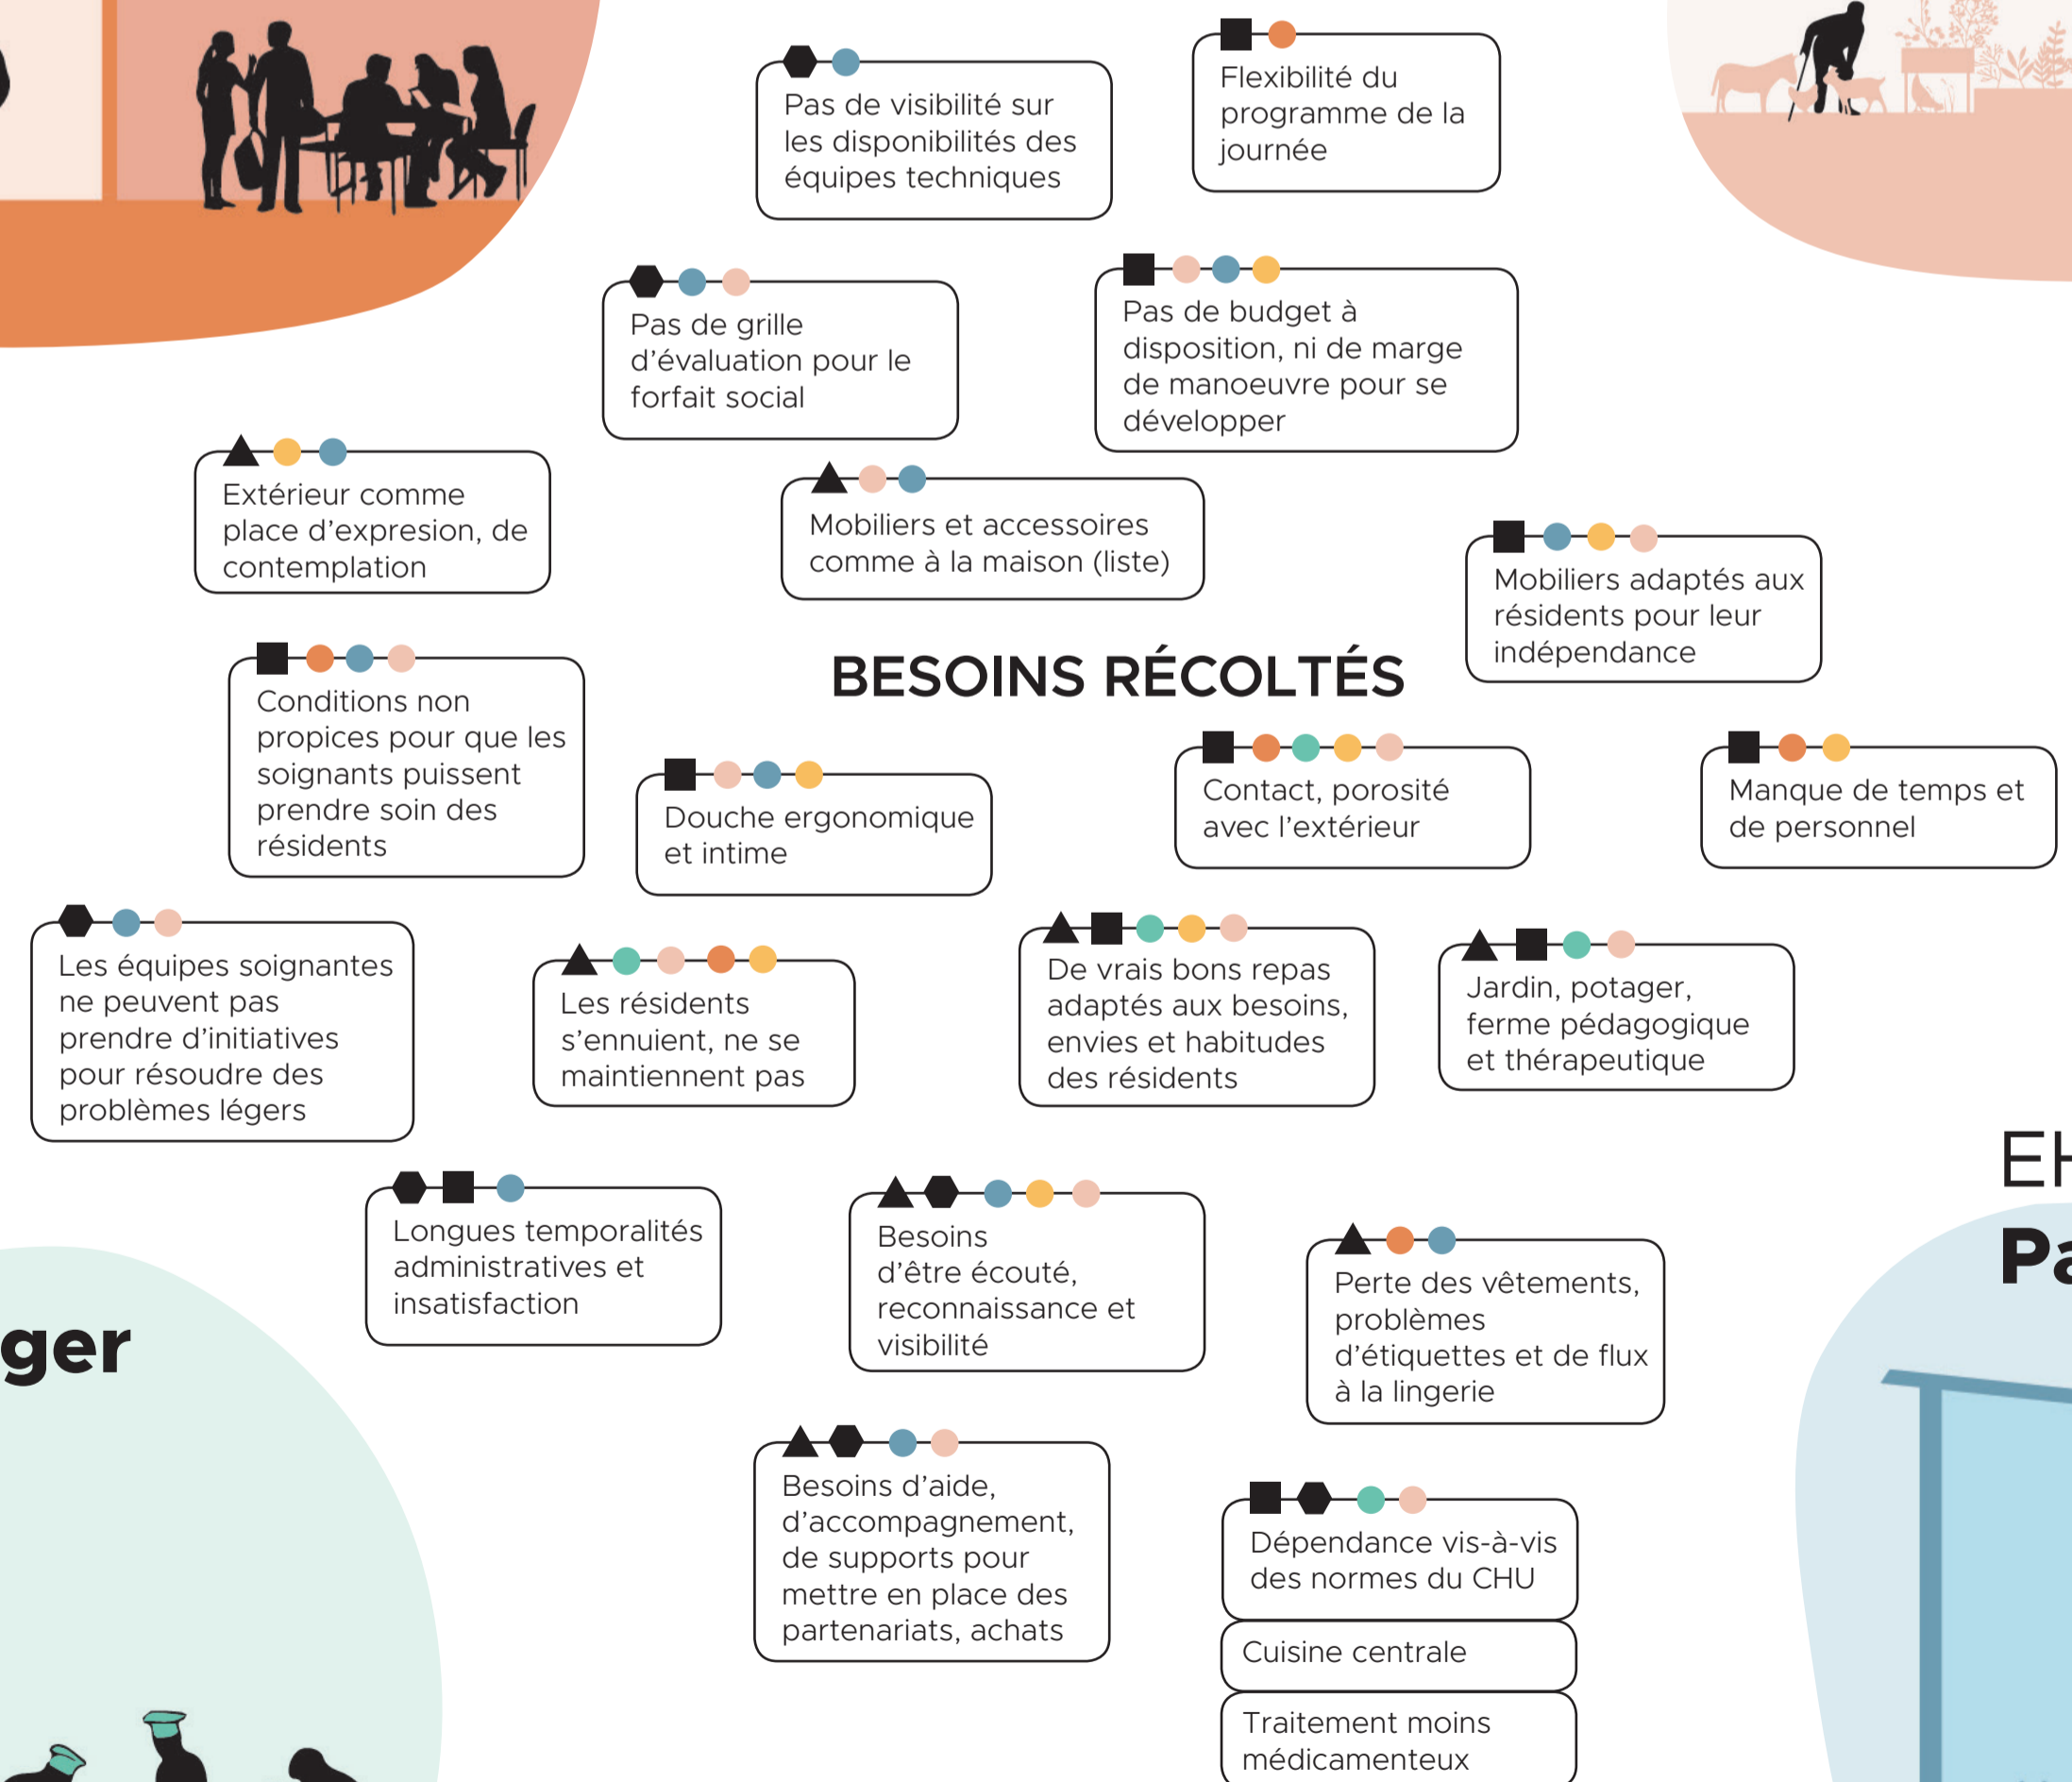 Pas de visibilité sur
les disponibilités des
équipes techniques
Flexibilité du
programme de la
journée
Pas de grille
d'évaluation pour le
forfait social
Pas de budget à
disposition, ni de marge
de manoeuvre pour se
développer
Extérieur comme
place d'expresion, de
contemplation
Mobiliers et accessoires
comme à la maison (liste)
Mobiliers adaptés aux
résidents pour leur
indépendance
BESOINS RÉCOLTÉS
Conditions non
propices pour que les
soignants puissent
prendre soin des
résidents
Douche ergonomique
et intime
Contact, porosité
avec l'extérieur
Manque de temps et
de personnel
Les équipes soignantes
ne peuvent pas
prendre d'initiatives
pour résoudre des
problèmes légers
Les résidents
s'ennuient, ne se
maintiennent pas
De vrais bons repas
adaptés aux besoins,
envies et habitudes
des résidents
Jardin, potager,
ferme pédagogique
et thérapeutique
Longues temporalités
administratives et
insatisfaction
Besoins
d'être écouté,
reconnaissance et
visibilité
Perte des vêtements,
problèmes
d'étiquettes et de flux
à la lingerie
EH
Pa
ger
Besoins d'aide,
d'accompagnement,
de supports pour
mettre en place des
partenariats, achats
Dépendance vis-à-vis
des normes du CHU
Cuisine centrale
Traitement moins
médicamenteux